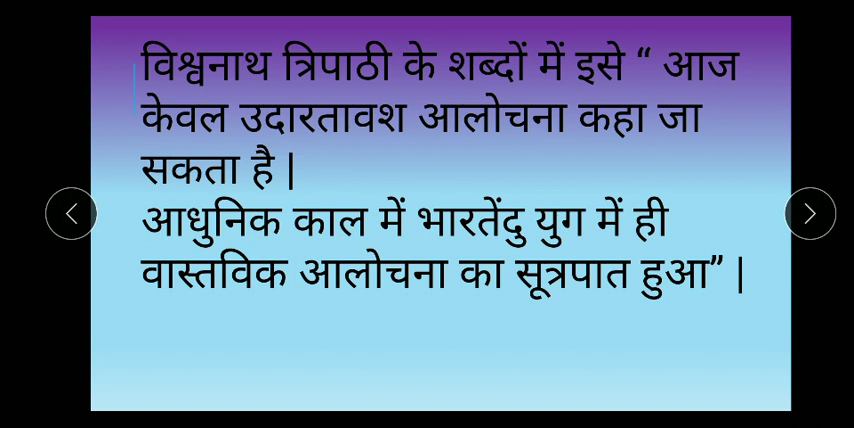 विश्वनाथ त्रिपाठी के शब्दों में इसे “ आज
केवल उदारतावश आलोचना कहा जा
सकता है |
आधुनिक काल में भारतेंदु युग में ही
वास्तविक आलोचना का सूत्रपात हुआ” |